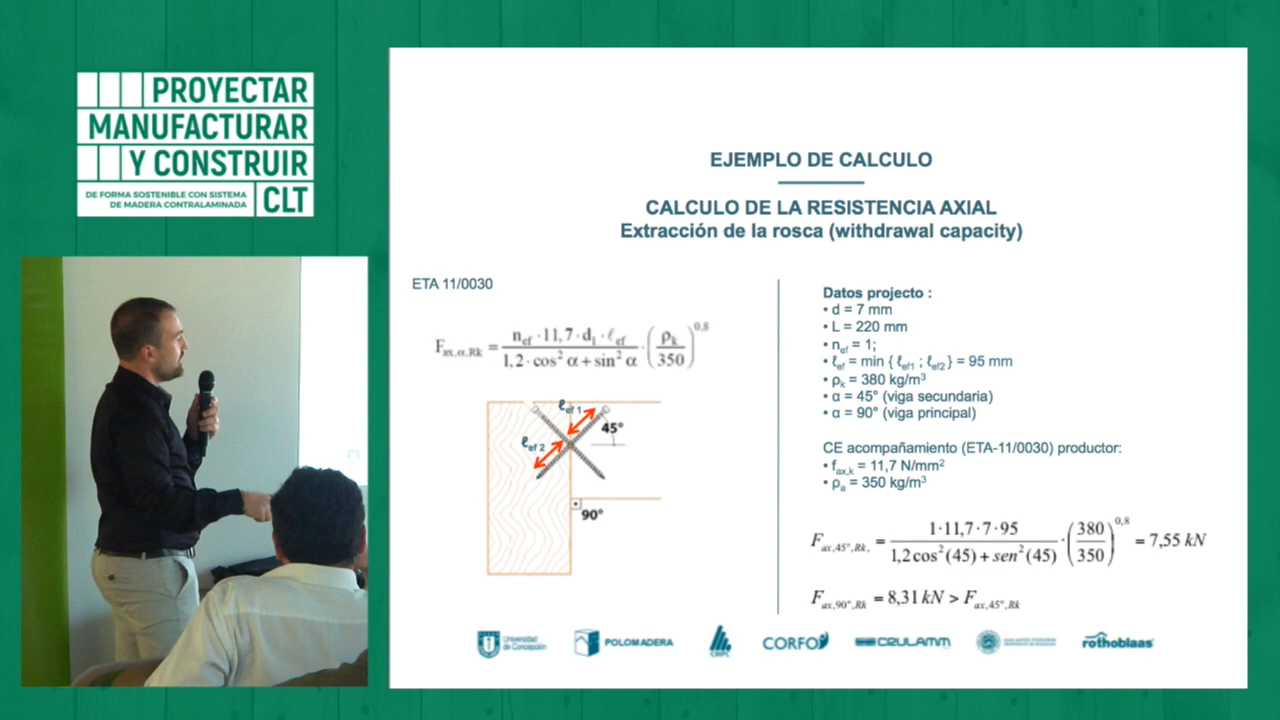 PROYECTAR
MANUFACTURAR
Y CONSTRUIR
DE FORMA SOSTENIBLE CON SISTEMA
DE MADERA CONTRALAMINADA
CLT
EJEMPLO DE CALCULO
CALCULO DE LA RESISTENCIA AXIAL
Extracción de la rosca (withdrawal capacity)
ETA 11/0030
F_ax,α,Rk = (n_ef · 11,7 · d_1 · ℓ_ef) / (1,2 · cos² α + sin² α) · (ρ_k / 350)^0,8
ℓ_ef 1
45°
ℓ_ef 2
90°
Datos projecto :
• d = 7 mm
• L = 220 mm
• n_ef = 1;
• ℓ_ef = min { ℓ_ef1 ; ℓ_ef2 } = 95 mm
• ρ_k = 380 kg/m³
• α = 45° (viga secundaria)
• α = 90° (viga principal)
CE acompañamiento (ETA-11/0030) productor:
• f_ax,k = 11,7 N/mm²
• ρ_a = 350 kg/m³
F_ax,45°,Rk, = (1·11,7·7·95) / (1,2cos²(45) + sen²(45)) · (380 / 350)^0,8 = 7,55 kN
F_ax,90°,Rk = 8,31 kN > F_ax,45°,Rk
Universidad
de Concepción
POLOMADERA
CMPC
CORFO
CRULAMM
rothoblaas